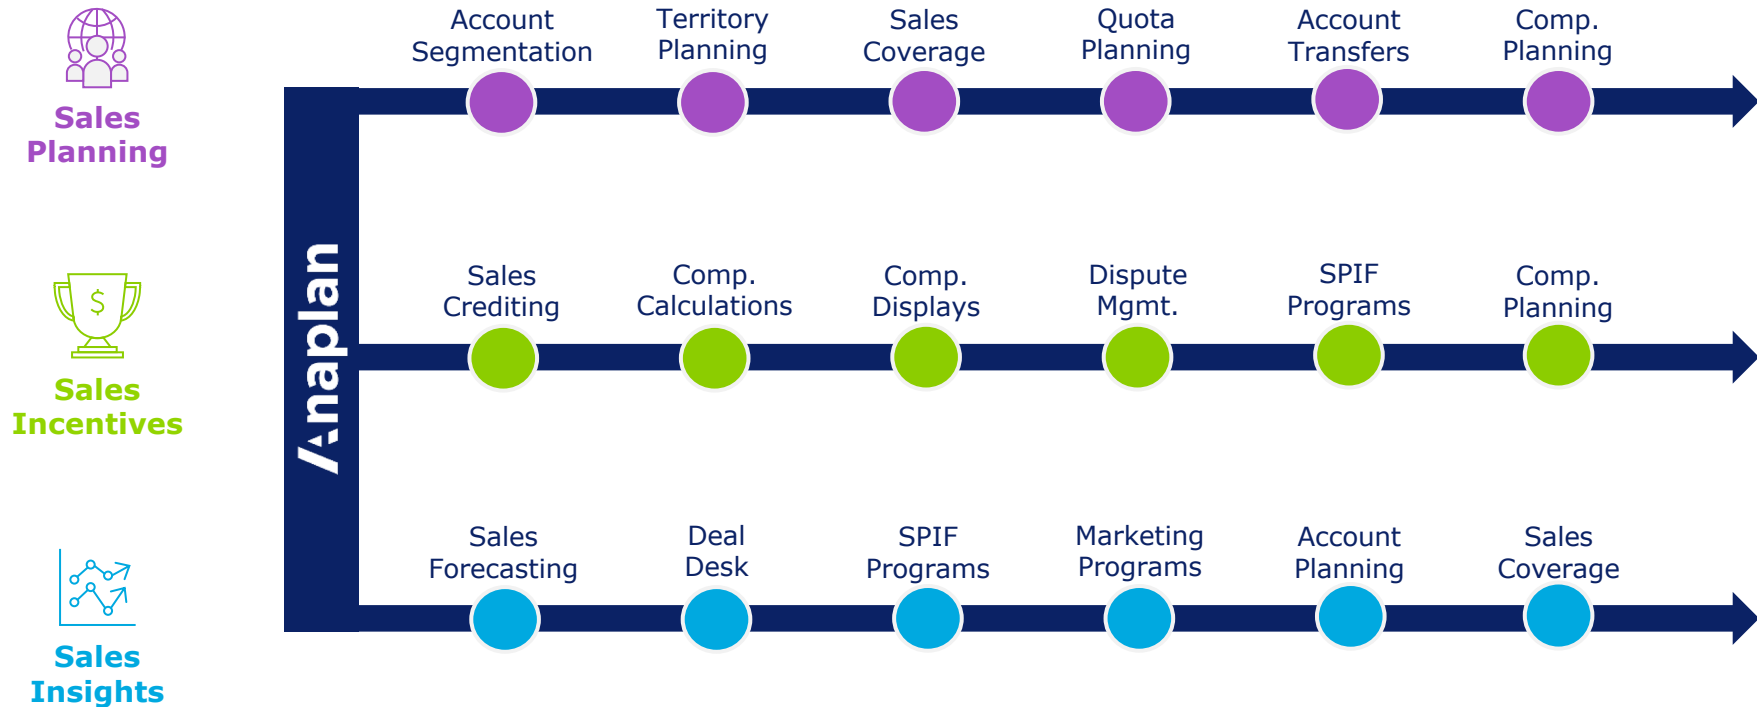 Account
Segmentation
Territory
Planning
Sales
Coverage
Quota
Planning
Account
Transfers
Comp.
Planning
Sales
Planning
Anaplan
Sales
Crediting
Comp.
Calculations
Comp.
Displays
Dispute
Mgmt.
SPIF
Programs
Comp.
Planning
$
Sales
Incentives
Sales
Forecasting
Deal
Desk
SPIF
Programs
Marketing
Programs
Account
Planning
Sales
Coverage
Sales
Insights